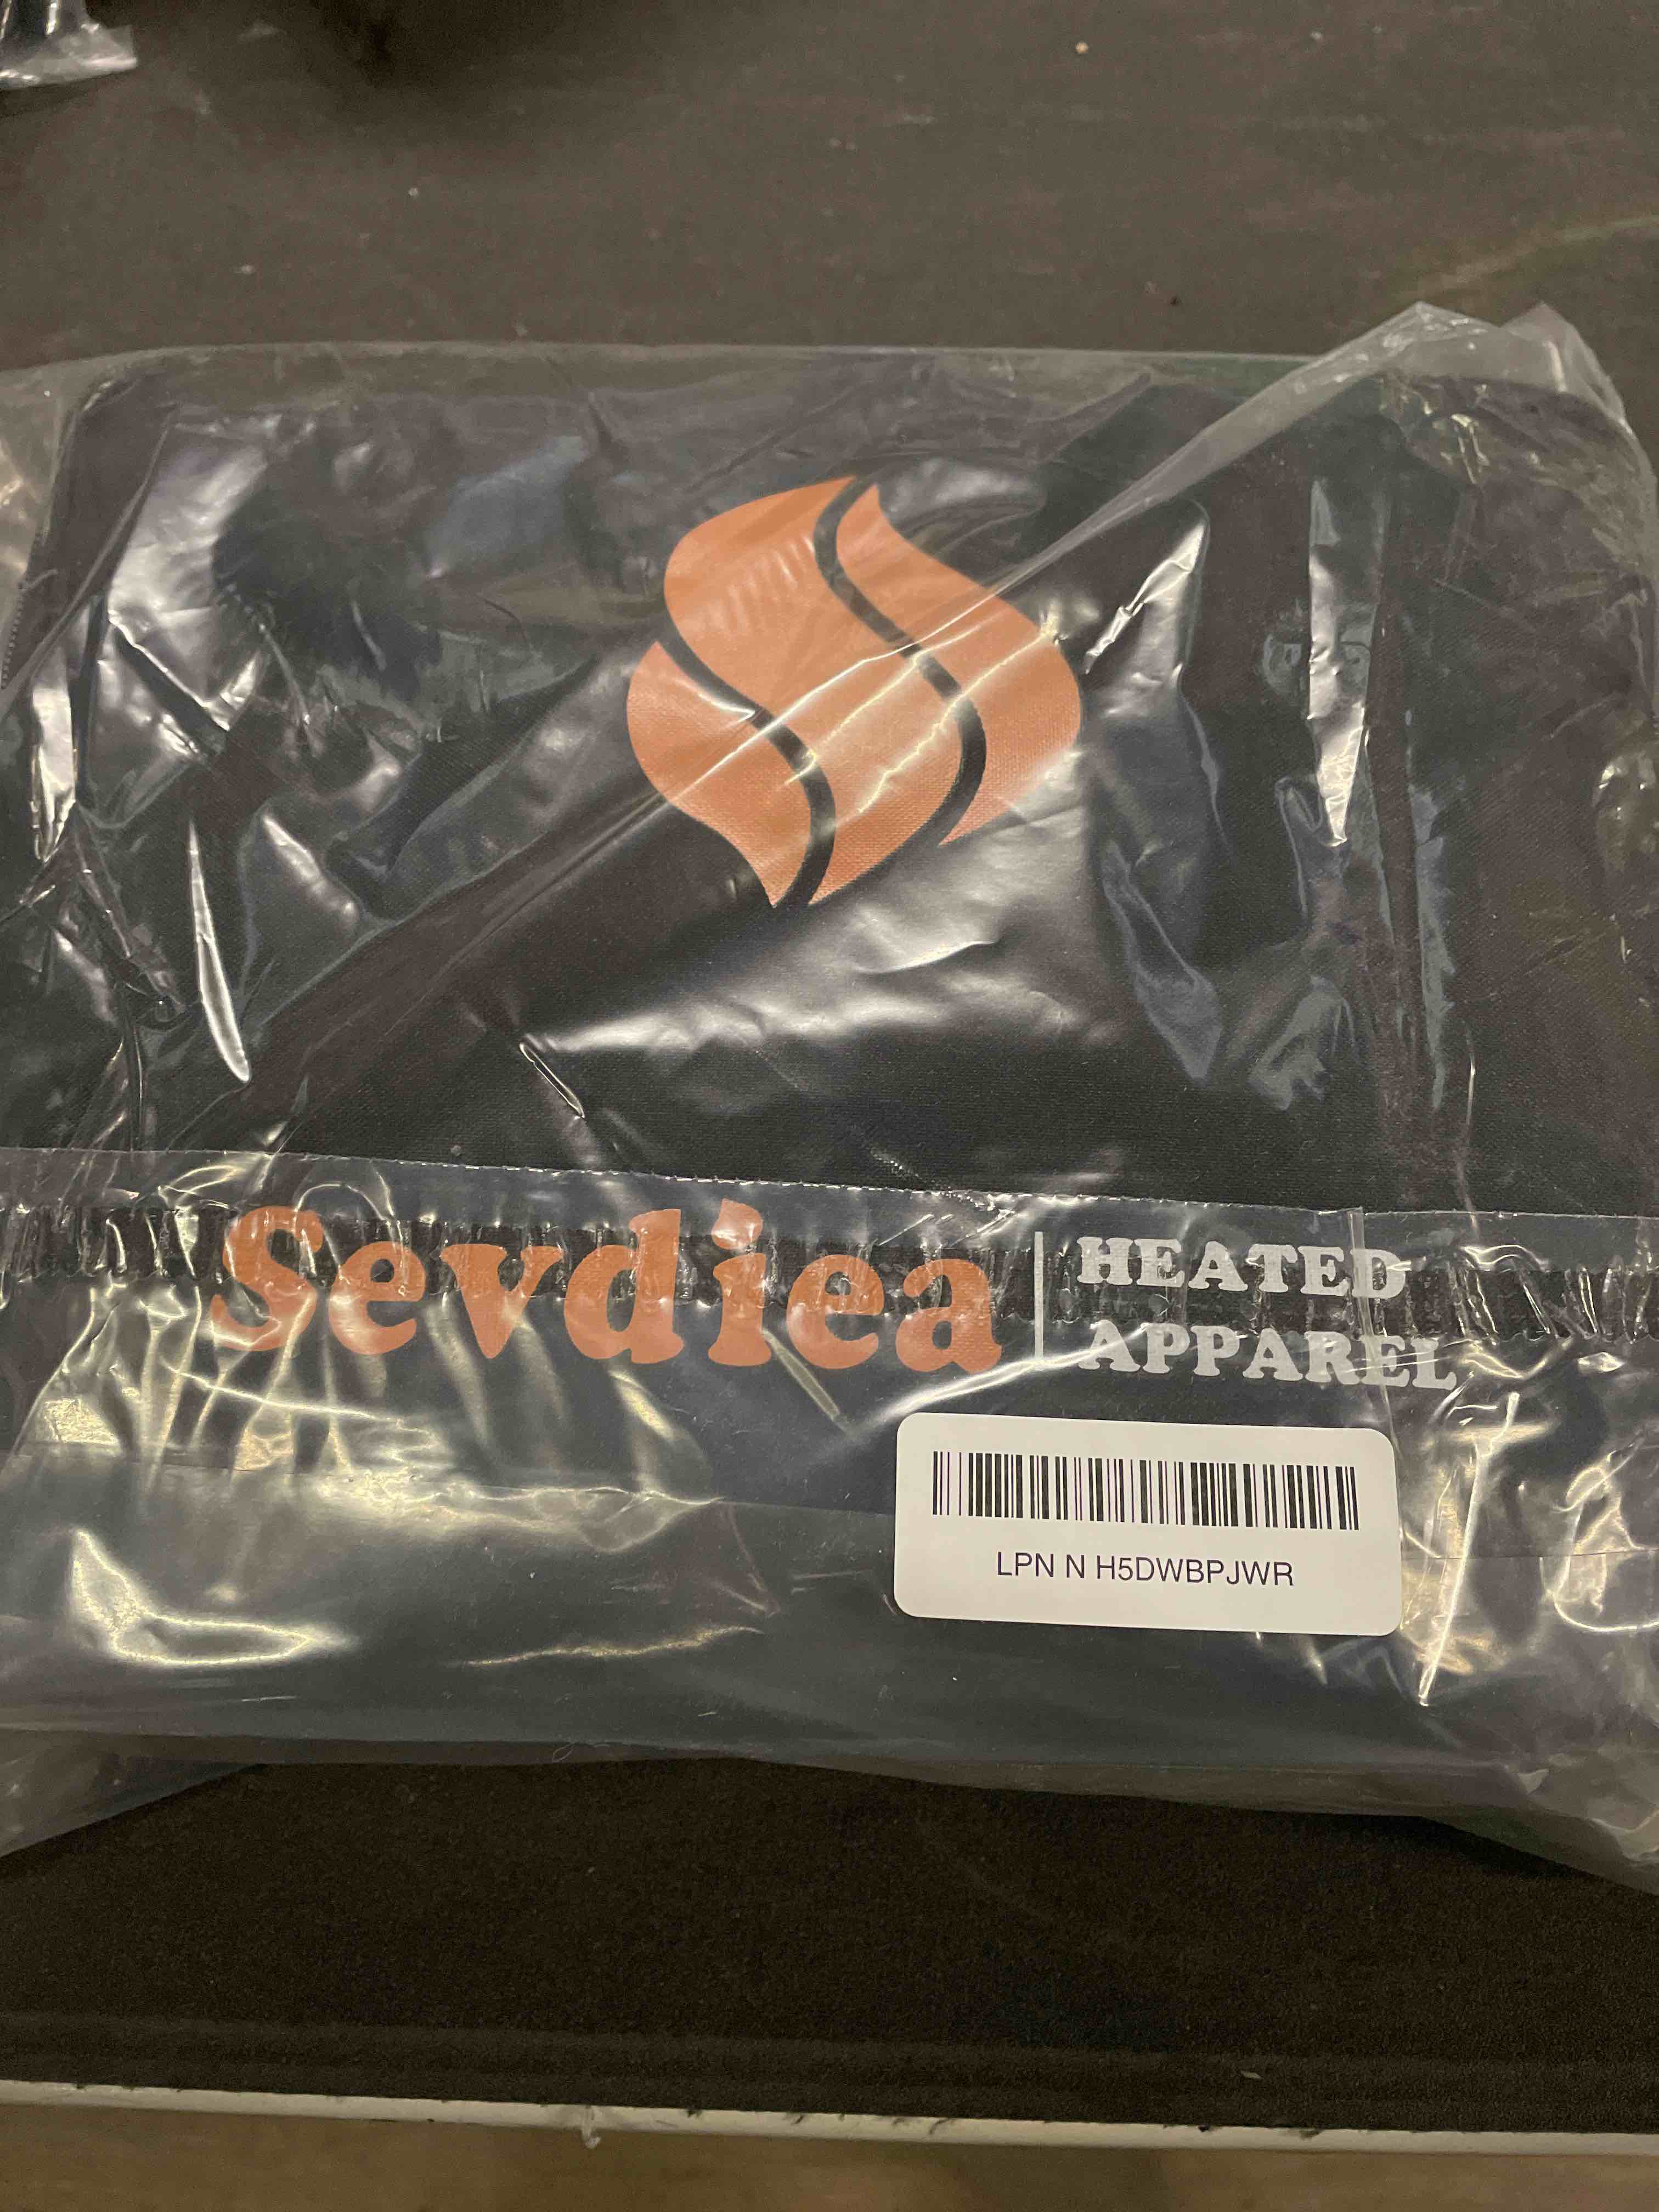 Sevdiea
HEATED
APPAREL
LPN N H5DWBPJWR